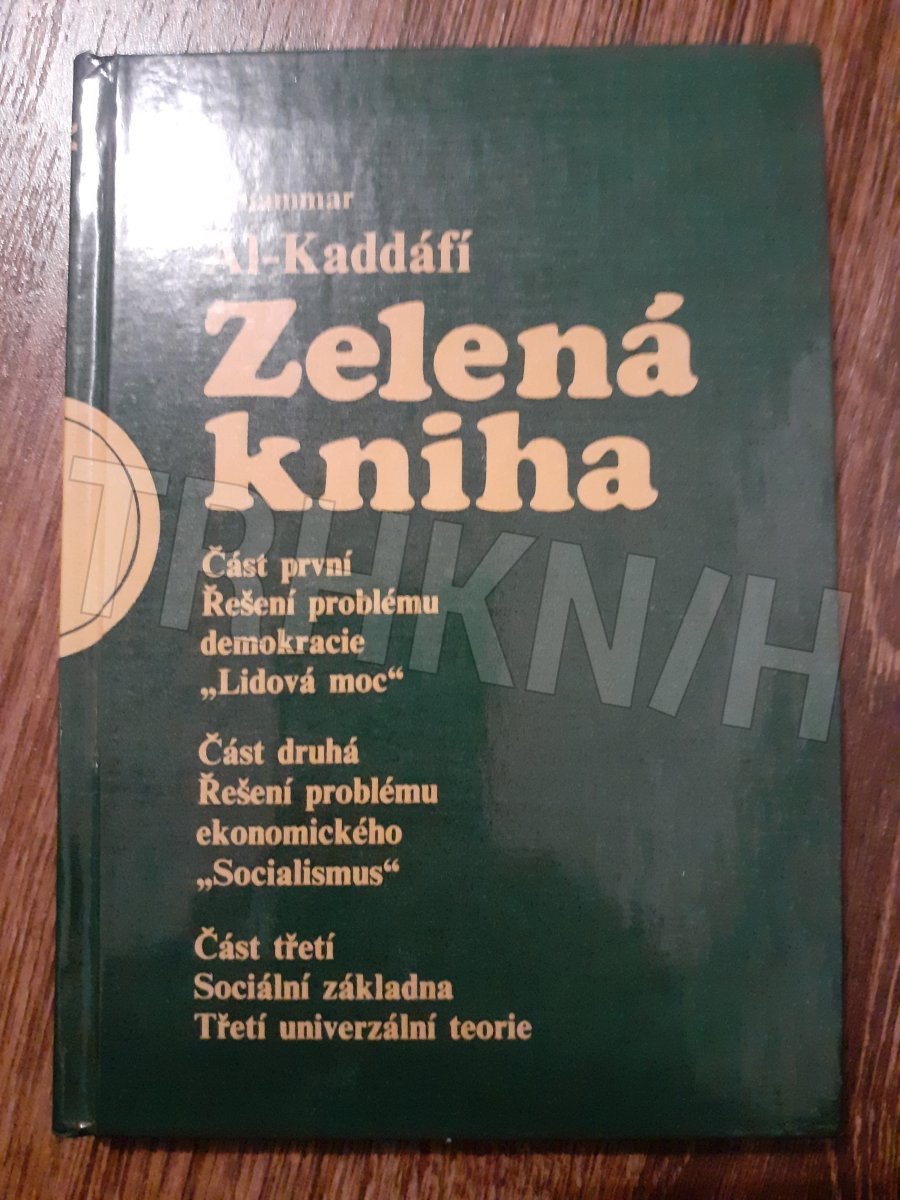 Al-Kaddáfí
Zelená
kniha
Část první
Řešení problému
demokracie
„Lidová moc“
Část druhá
Řešení problému
ekonomického
„Socialismus“
Část třetí
Sociální základna
Třetí univerzální teorie
TRHKN/H